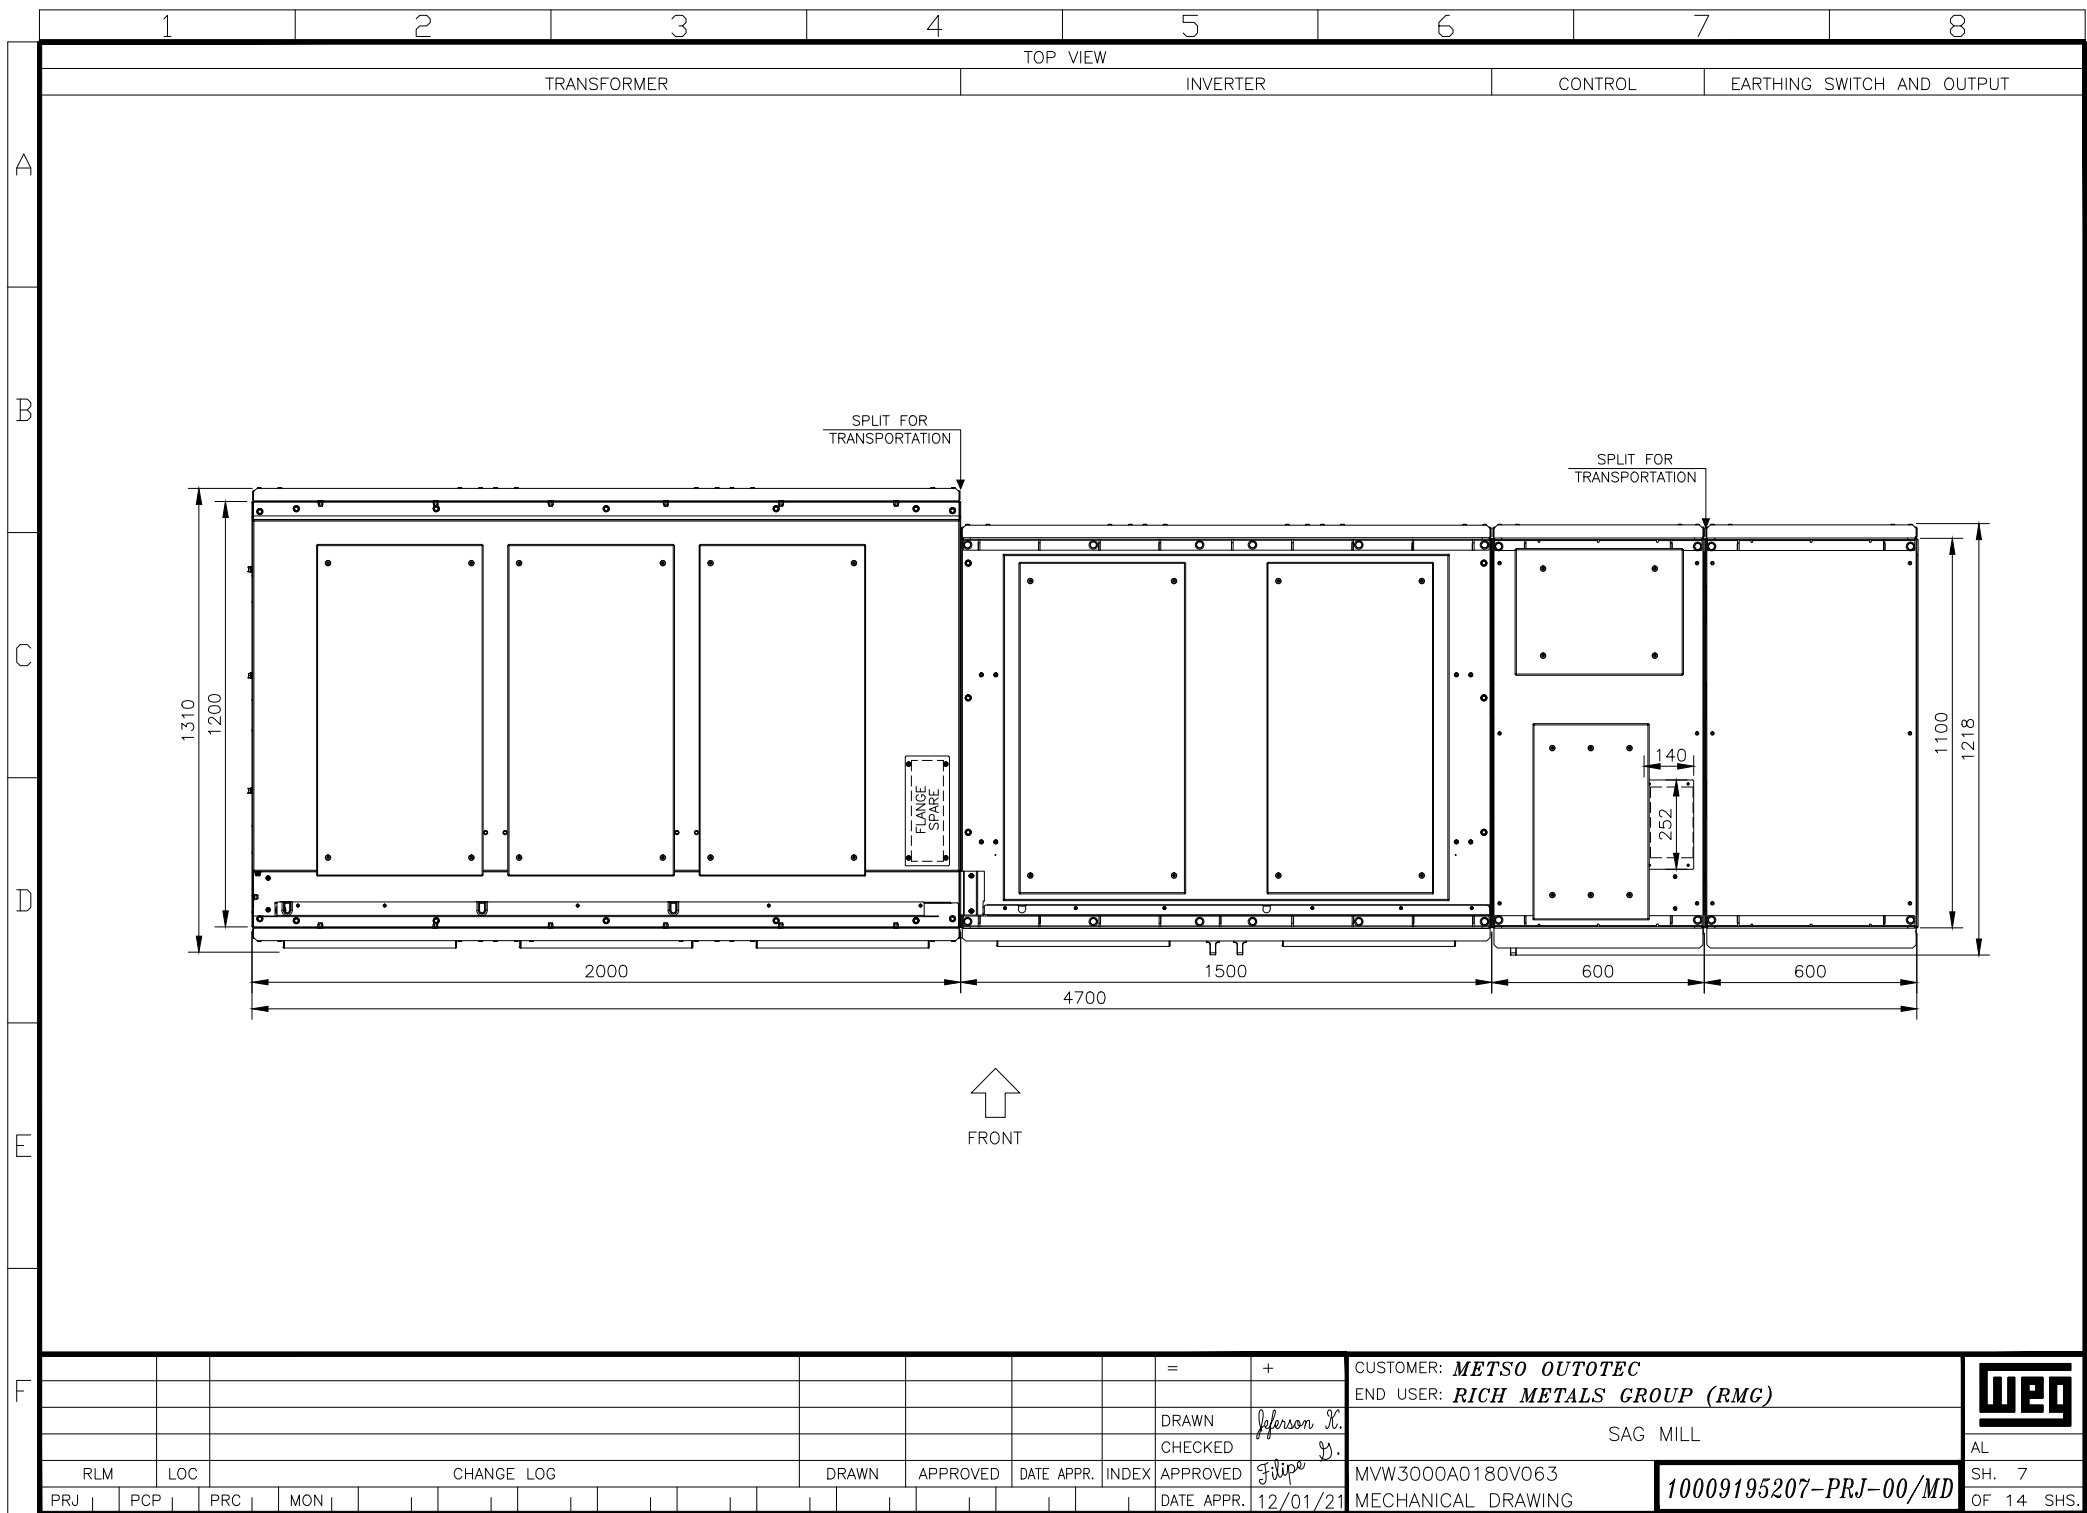 1 2 3 4 5 6 7 8
TOP VIEW
TRANSFORMER INVERTER CONTROL EARTHING SWITCH AND OUTPUT
A
B
C
D
E
F
SPLIT FOR
TRANSPORTATION
SPLIT FOR
TRANSPORTATION
1310
1200
FLANGE
SPARE
140
252
1100
1218
2000 1500 600 600
4700
FRONT
= +
DRAWN Jeferson K.
CHECKED G.
RLM LOC CHANGE LOG DRAWN APPROVED DATE APPR. INDEX APPROVED Filipe
PRJ PCP PRC MON DATE APPR. 12/01/21
CUSTOMER: METSO OUTOTEC
END USER: RICH METALS GROUP (RMG)
SAG MILL
MVW3000A0180V063
MECHANICAL DRAWING
10009195207-PRJ-00/MD
weg
AL
SH. 7
OF 14 SHS.